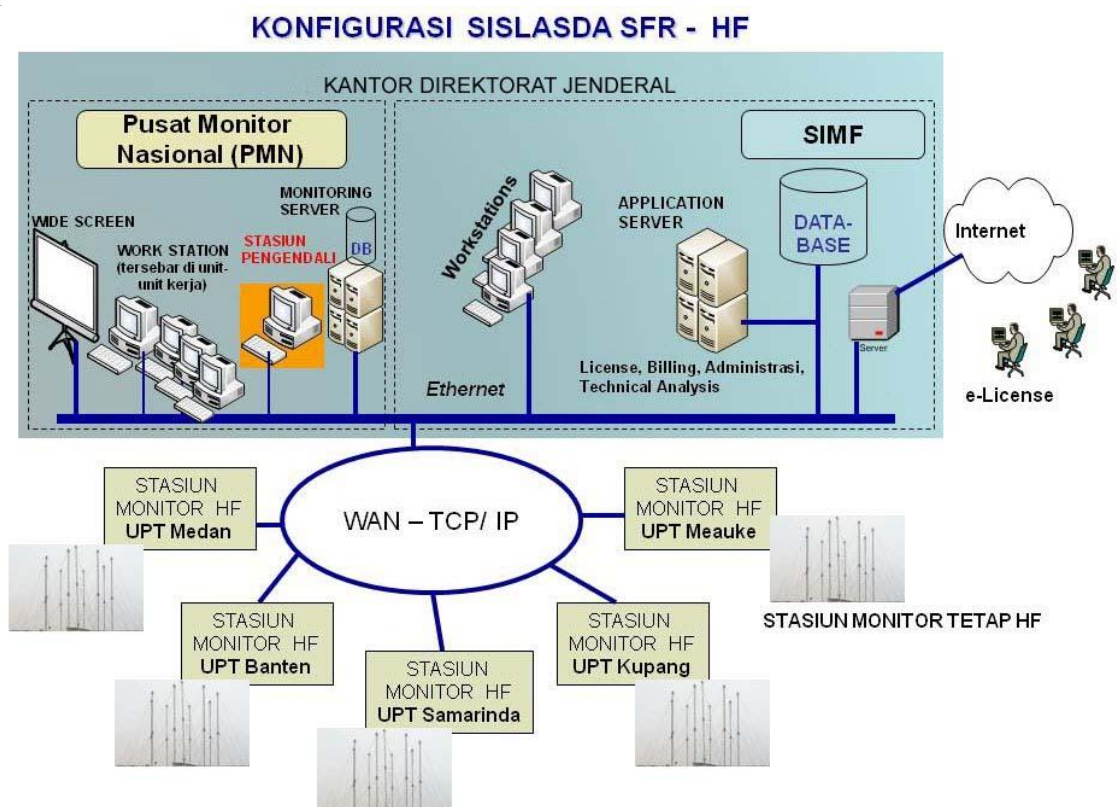 KONFIGURASI SISLASDA SFR - HF
KANTOR DIREKTORAT JENDERAL
Pusat Monitor
Nasional (PMN)
SIMF
WIDE SCREEN
WORK STATION
(tersebar di unit-
unit kerja)
STASIUN
PENGENDALI
MONITORING
SERVER
DB
Workstations
APPLICATION
SERVER
DATA-
BASE
Internet
Server
License, Billing, Administrasi,
Technical Analysis
Ethernet
e-License
WAN – TCP/ IP
STASIUN
MONITOR HF
UPT Medan
STASIUN
MONITOR HF
UPT Meauke
STASIUN
MONITOR HF
UPT Banten
STASIUN
MONITOR HF
UPT Samarinda
STASIUN
MONITOR HF
UPT Kupang
STASIUN MONITOR TETAP HF